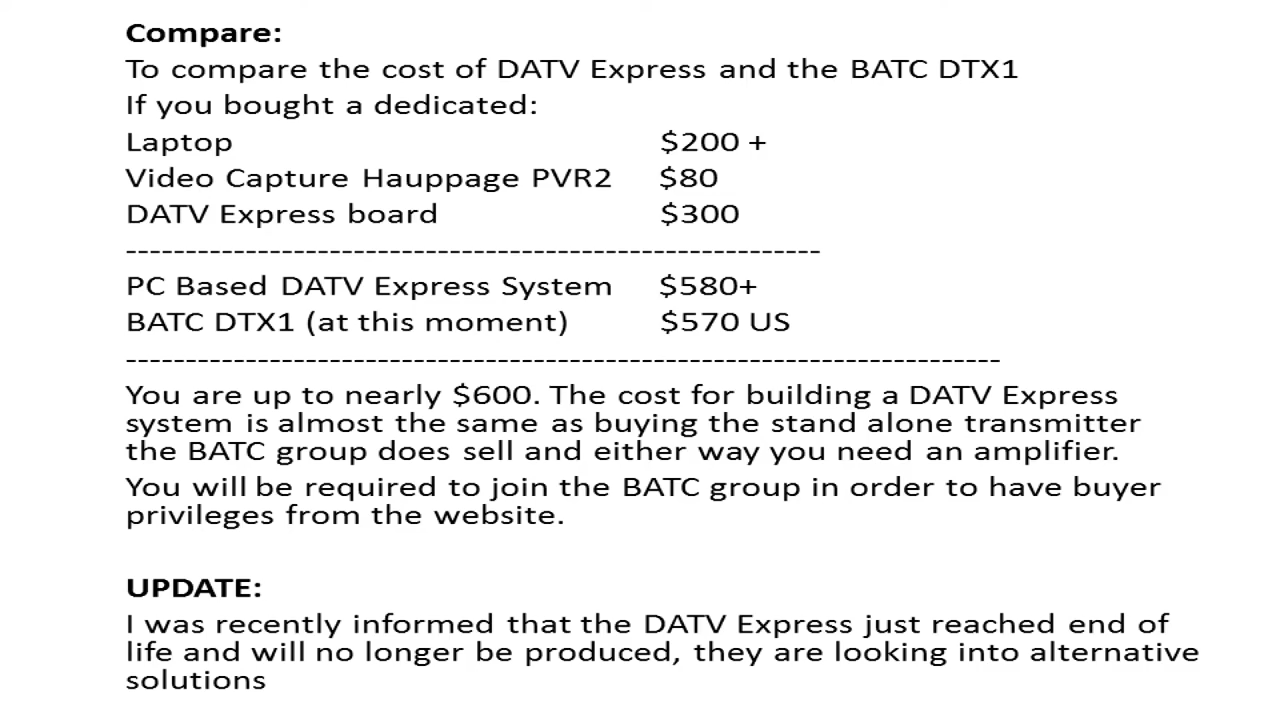 Compare:
To compare the cost of DATV Express and the BATC DTX1
If you bought a dedicated:
Laptop $200 +
Video Capture Hauppage PVR2 $80
DATV Express board $300
----------------------------------------------------------
PC Based DATV Express System $580+
BATC DTX1 (at this moment) $570 US
-------------------------------------------------------------------------
You are up to nearly $600. The cost for building a DATV Express
system is almost the same as buying the stand alone transmitter
the BATC group does sell and either way you need an amplifier.
You will be required to join the BATC group in order to have buyer
privileges from the website.
UPDATE:
I was recently informed that the DATV Express just reached end of
life and will no longer be produced, they are looking into alternative
solutions